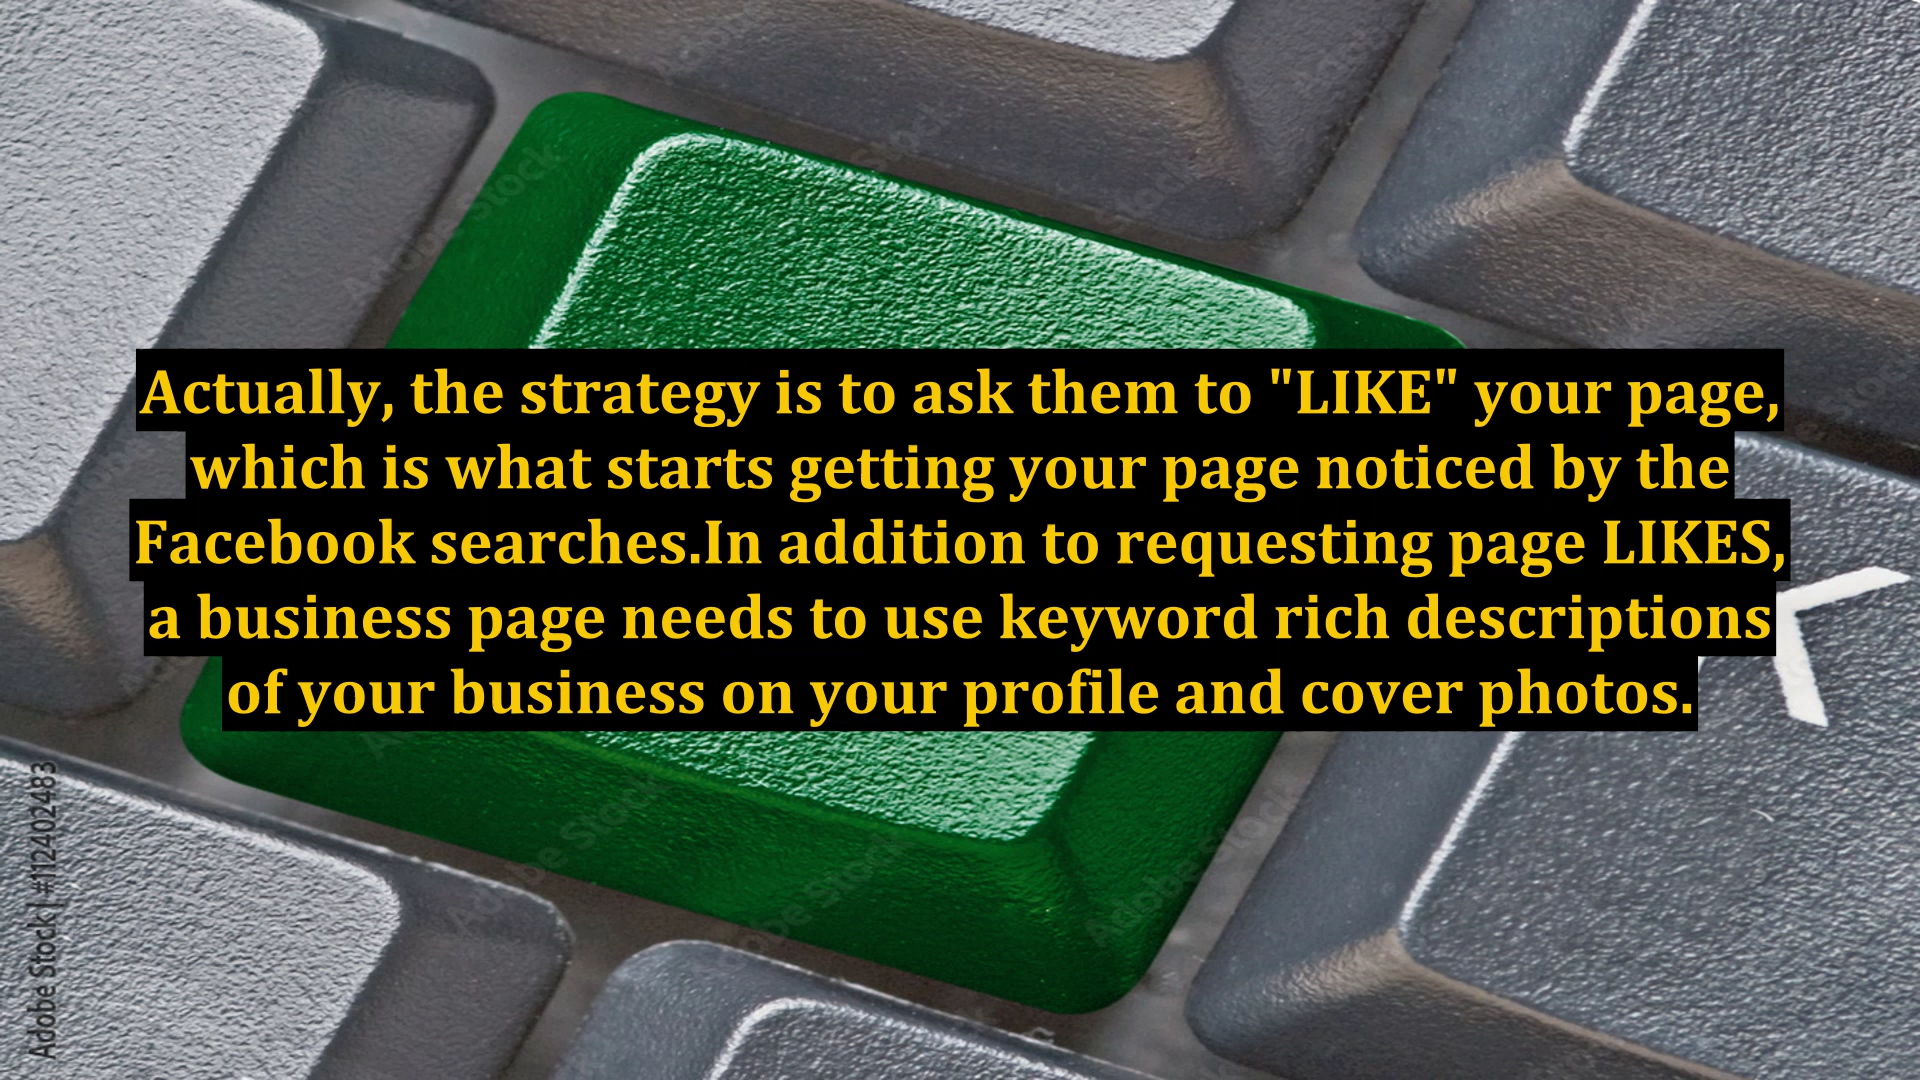 Actually, the strategy is to ask them to "LIKE" your page,
which is what starts getting your page noticed by the
Facebook searches.In addition to requesting page LIKES,
a business page needs to use keyword rich descriptions
of your business on your profile and cover photos.
Adobe Stock | #112402483